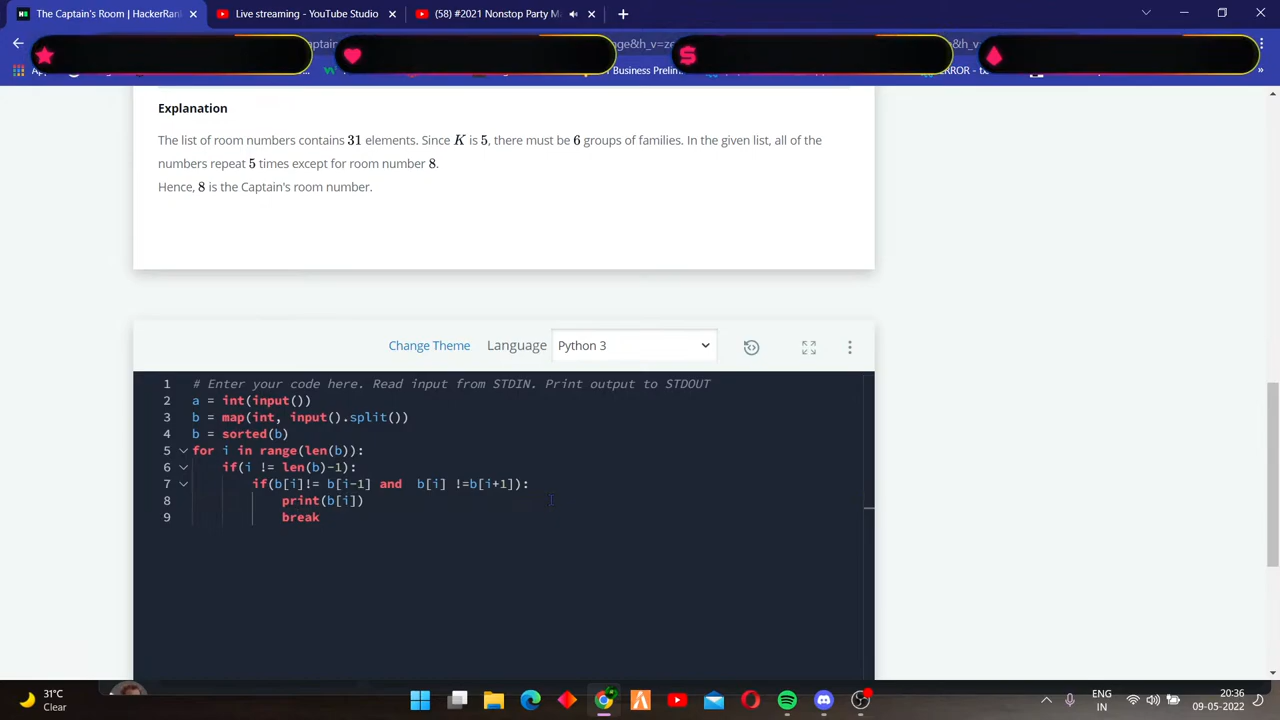 The Captain's Room | HackerRan
Live streaming - YouTube Studio
(58) #2021 Nonstop Party M
Explanation
The list of room numbers contains 31 elements. Since K is 5, there must be 6 groups of families. In the given list, all of the
numbers repeat 5 times except for room number 8.
Hence, 8 is the Captain's room number.
Change Theme
Language
Python 3
1 # Enter your code here. Read input from STDIN. Print output to STDOUT
2 a = int(input())
3 b = map(int, input().split())
4 b = sorted(b)
5 for i in range(len(b)):
6 if(i != len(b)-1):
7 if(b[i]!= b[i-1] and b[i] !=b[i+1]):
8 print(b[i])
9 break
31°C
Clear
ENG
IN
20:36
09-05-2022